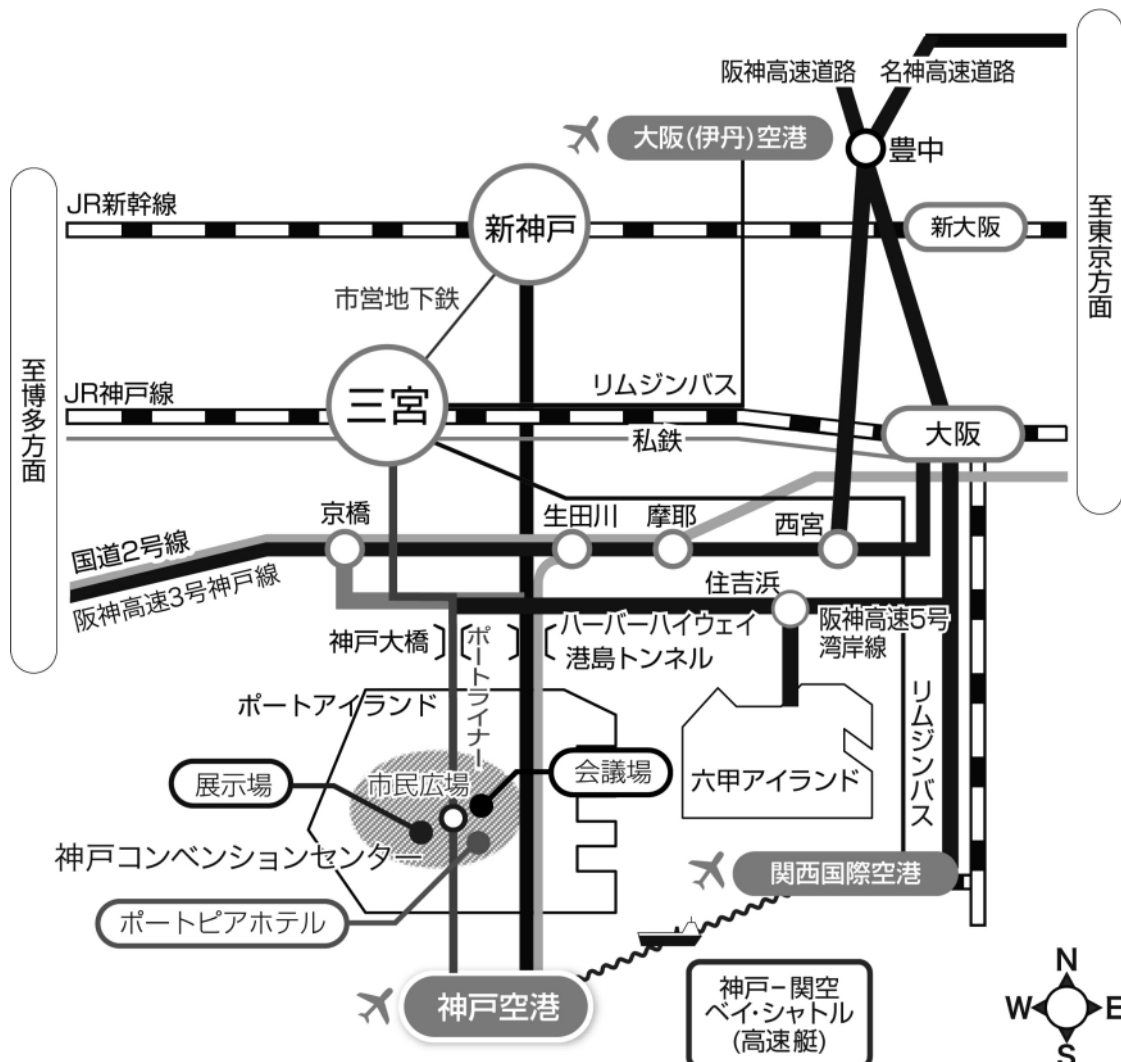 阪神高速道路
名神高速道路
大阪(伊丹)空港
豊中
JR新幹線
新神戸
新大阪
至東京方面
市営地下鉄
至博多方面
JR神戸線
三宮
リムジンバス
私鉄
大阪
京橋
生田川
摩耶
西宮
国道2号線
阪神高速3号神戸線
住吉浜
阪神高速5号
湾岸線
神戸大橋
ポートライナー
ハーバーハイウェイ
港島トンネル
ポートアイランド
リムジンバス
展示場
市民広場
会議場
六甲アイランド
神戸コンベンションセンター
関西国際空港
ポートピアホテル
神戸空港
神戸−関空
ベイ・シャトル
(高速艇)
N
W
E
S